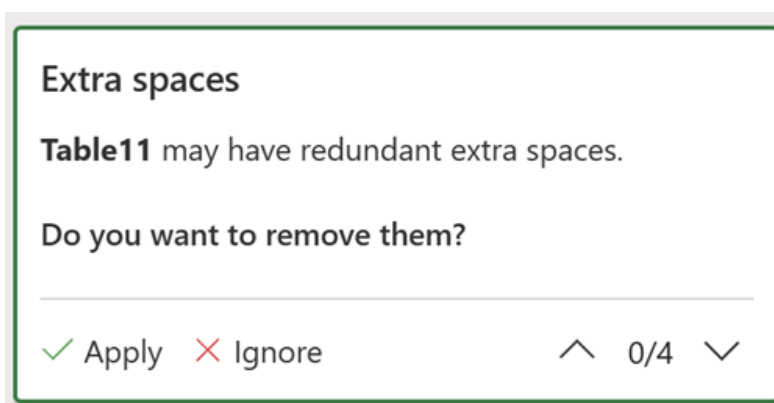 Extra spaces
Table11 may have redundant extra spaces.
Do you want to remove them?
Apply Ignore 0/4